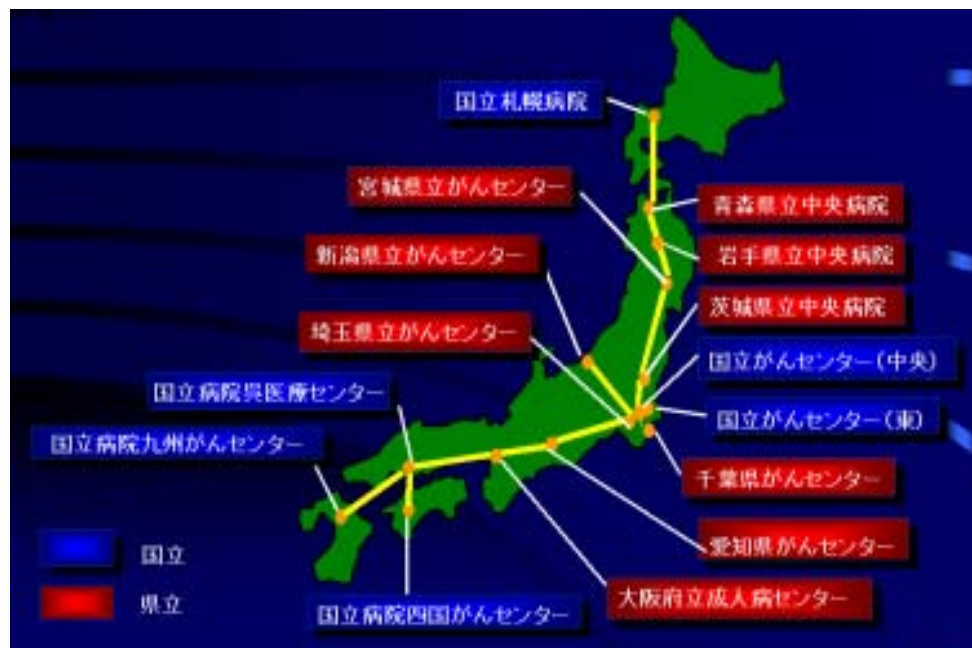 国立札幌病院
宮城県立がんセンター
青森県立中央病院
新潟県立がんセンター
岩手県立中央病院
茨城県立中央病院
埼玉県立がんセンター
国立がんセンター(中央)
国立病院呉医療センター
国立がんセンター(東)
国立病院九州がんセンター
千葉県がんセンター
愛知県がんセンター
国立
県立
大阪府立成人病センター
国立病院四国がんセンター